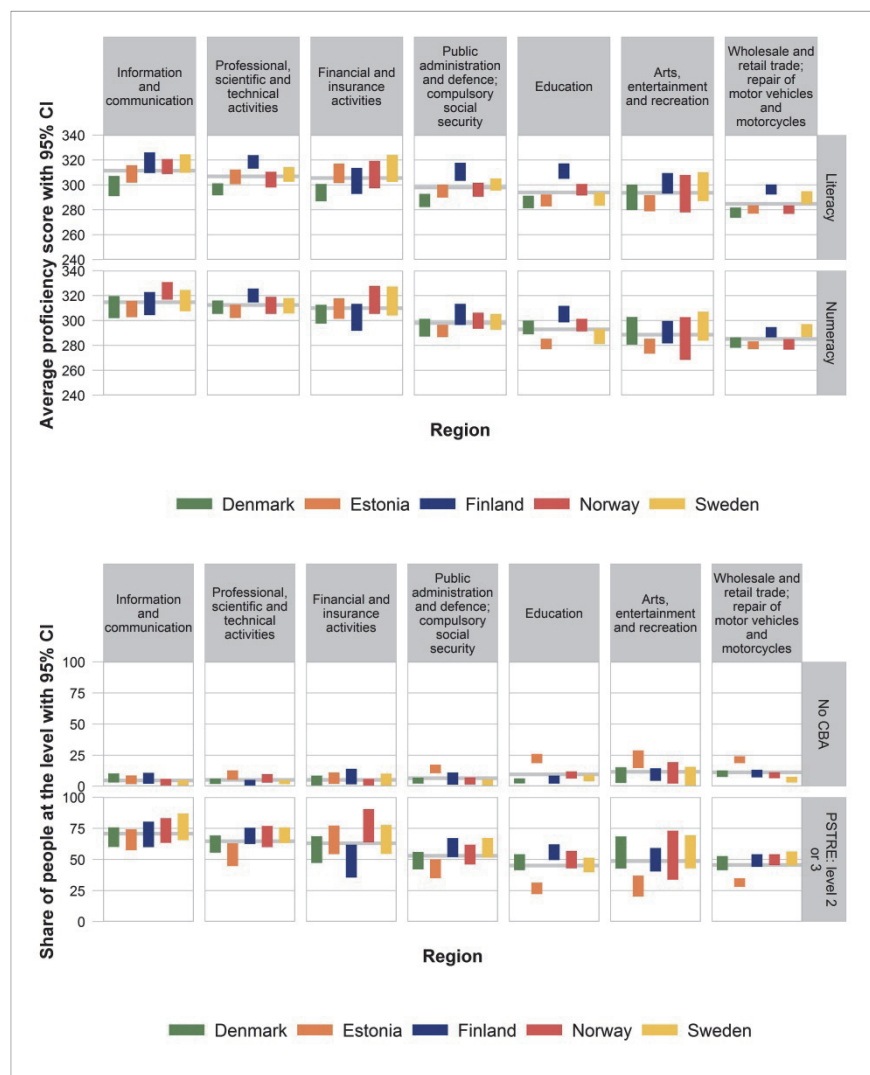 Information
and
communication
Professional,
scientific and
technical
activities
Financial and
insurance
activities
Public
administration
and defence;
compulsory
social
security
Education
Arts,
entertainment
and recreation
Wholesale and
retail trade;
repair of
motor vehicles
and
motorcycles
Average proficiency score with 95% CI
340
320
300
280
260
240
Literacy
340
320
300
280
260
240
Numeracy
Region
Denmark Estonia Finland Norway Sweden
Information
and
communication
Professional,
scientific and
technical
activities
Financial and
insurance
activities
Public
administration
and defence;
compulsory
social
security
Education
Arts,
entertainment
and recreation
Wholesale and
retail trade;
repair of
motor vehicles
and
motorcycles
Share of people at the level with 95% CI
100
75
50
25
0
No CBA
100
75
50
25
0
PSTRE: level 2
or 3
Region
Denmark Estonia Finland Norway Sweden